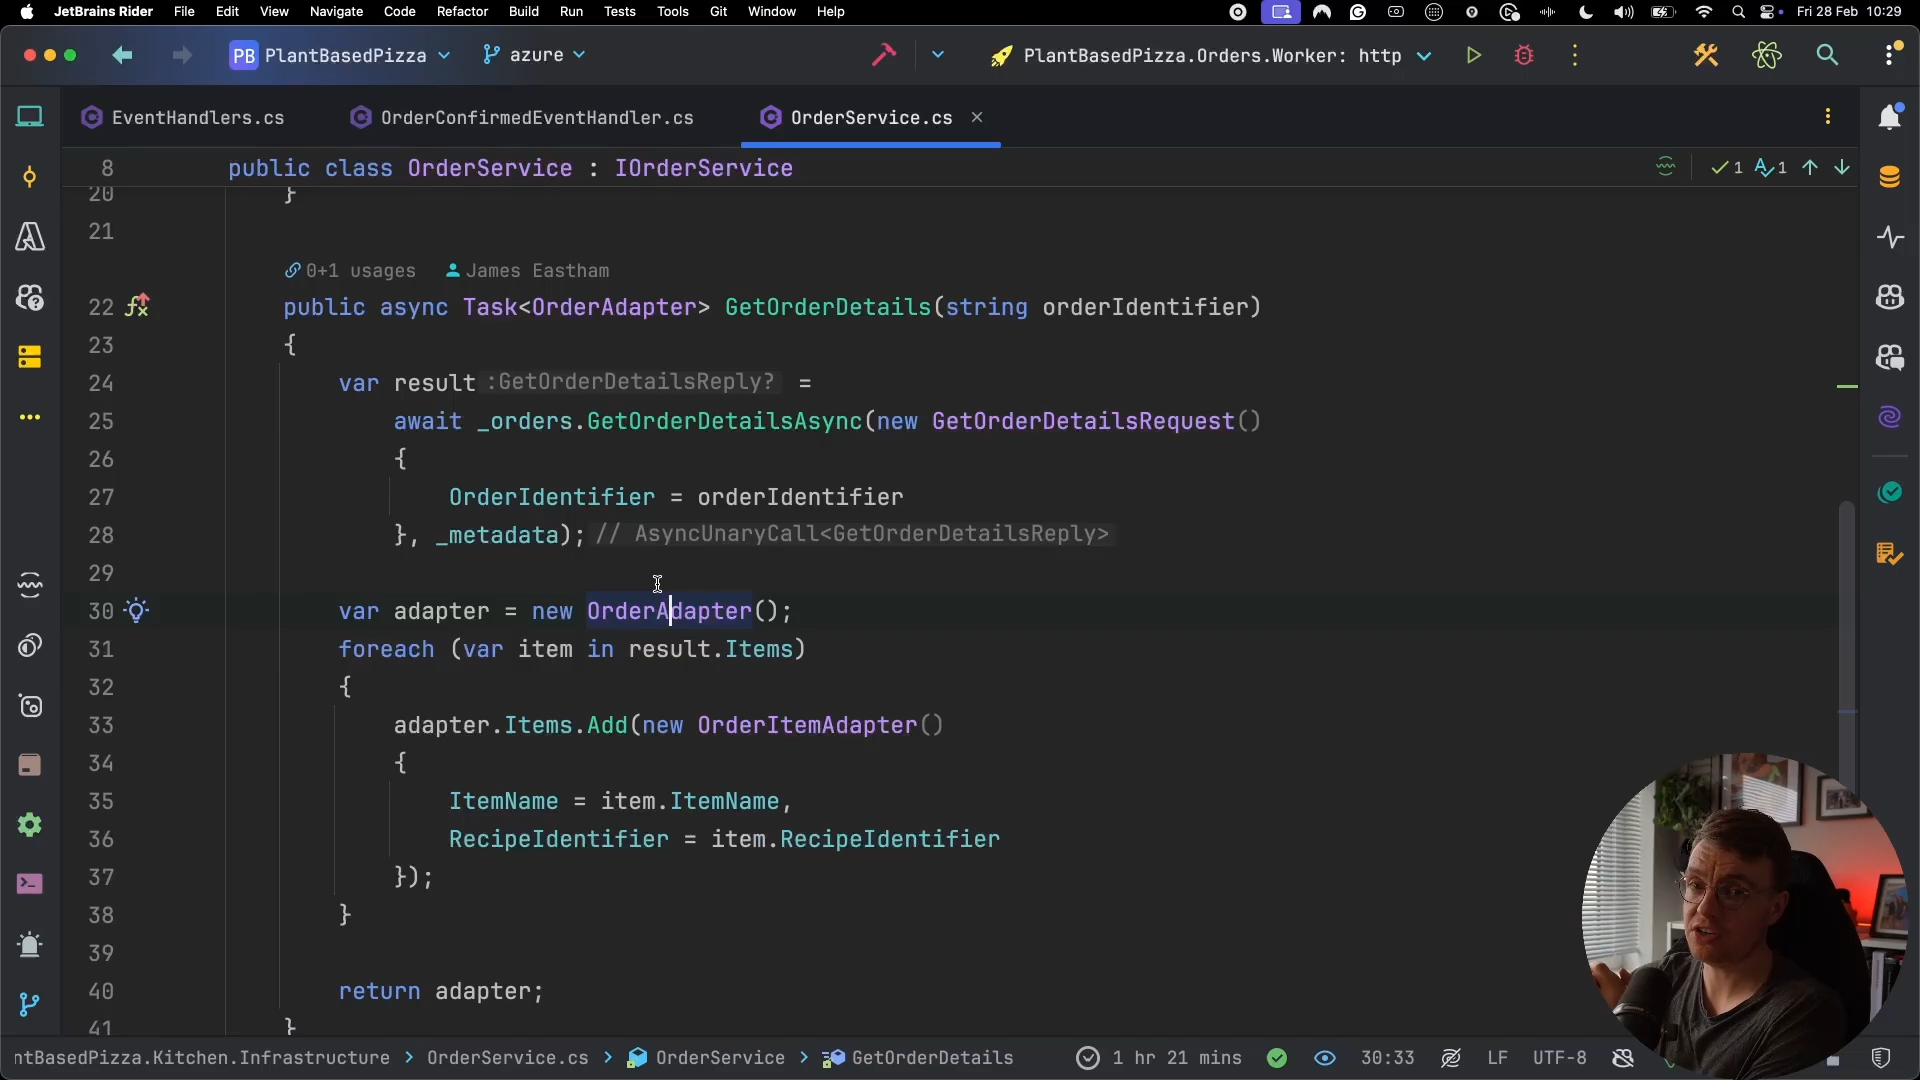 JetBrains Rider File Edit View Navigate Code Refactor Build Run Tests Tools Git Window Help Fri 28 Feb 10:29
PB PlantBasedPizza azure PlantBasedPizza.Orders.Worker: http
EventHandlers.cs OrderConfirmedEventHandler.cs OrderService.cs
8 public class OrderService : IOrderService 1 1
20 }
21
0+1 usages James Eastham
22 public async Task<OrderAdapter> GetOrderDetails(string orderIdentifier)
23 {
24 var result :GetOrderDetailsReply? =
25 await _orders.GetOrderDetailsAsync(new GetOrderDetailsRequest()
26 {
27 OrderIdentifier = orderIdentifier
28 }, _metadata); // AsyncUnaryCall<GetOrderDetailsReply>
29
30 var adapter = new OrderAdapter();
31 foreach (var item in result.Items)
32 {
33 adapter.Items.Add(new OrderItemAdapter()
34 {
35 ItemName = item.ItemName,
36 RecipeIdentifier = item.RecipeIdentifier
37 });
38 }
39
40 return adapter;
41 }
ntBasedPizza.Kitchen.Infrastructure > OrderService.cs > OrderService > GetOrderDetails 1 hr 21 mins 30:33 LF UTF-8